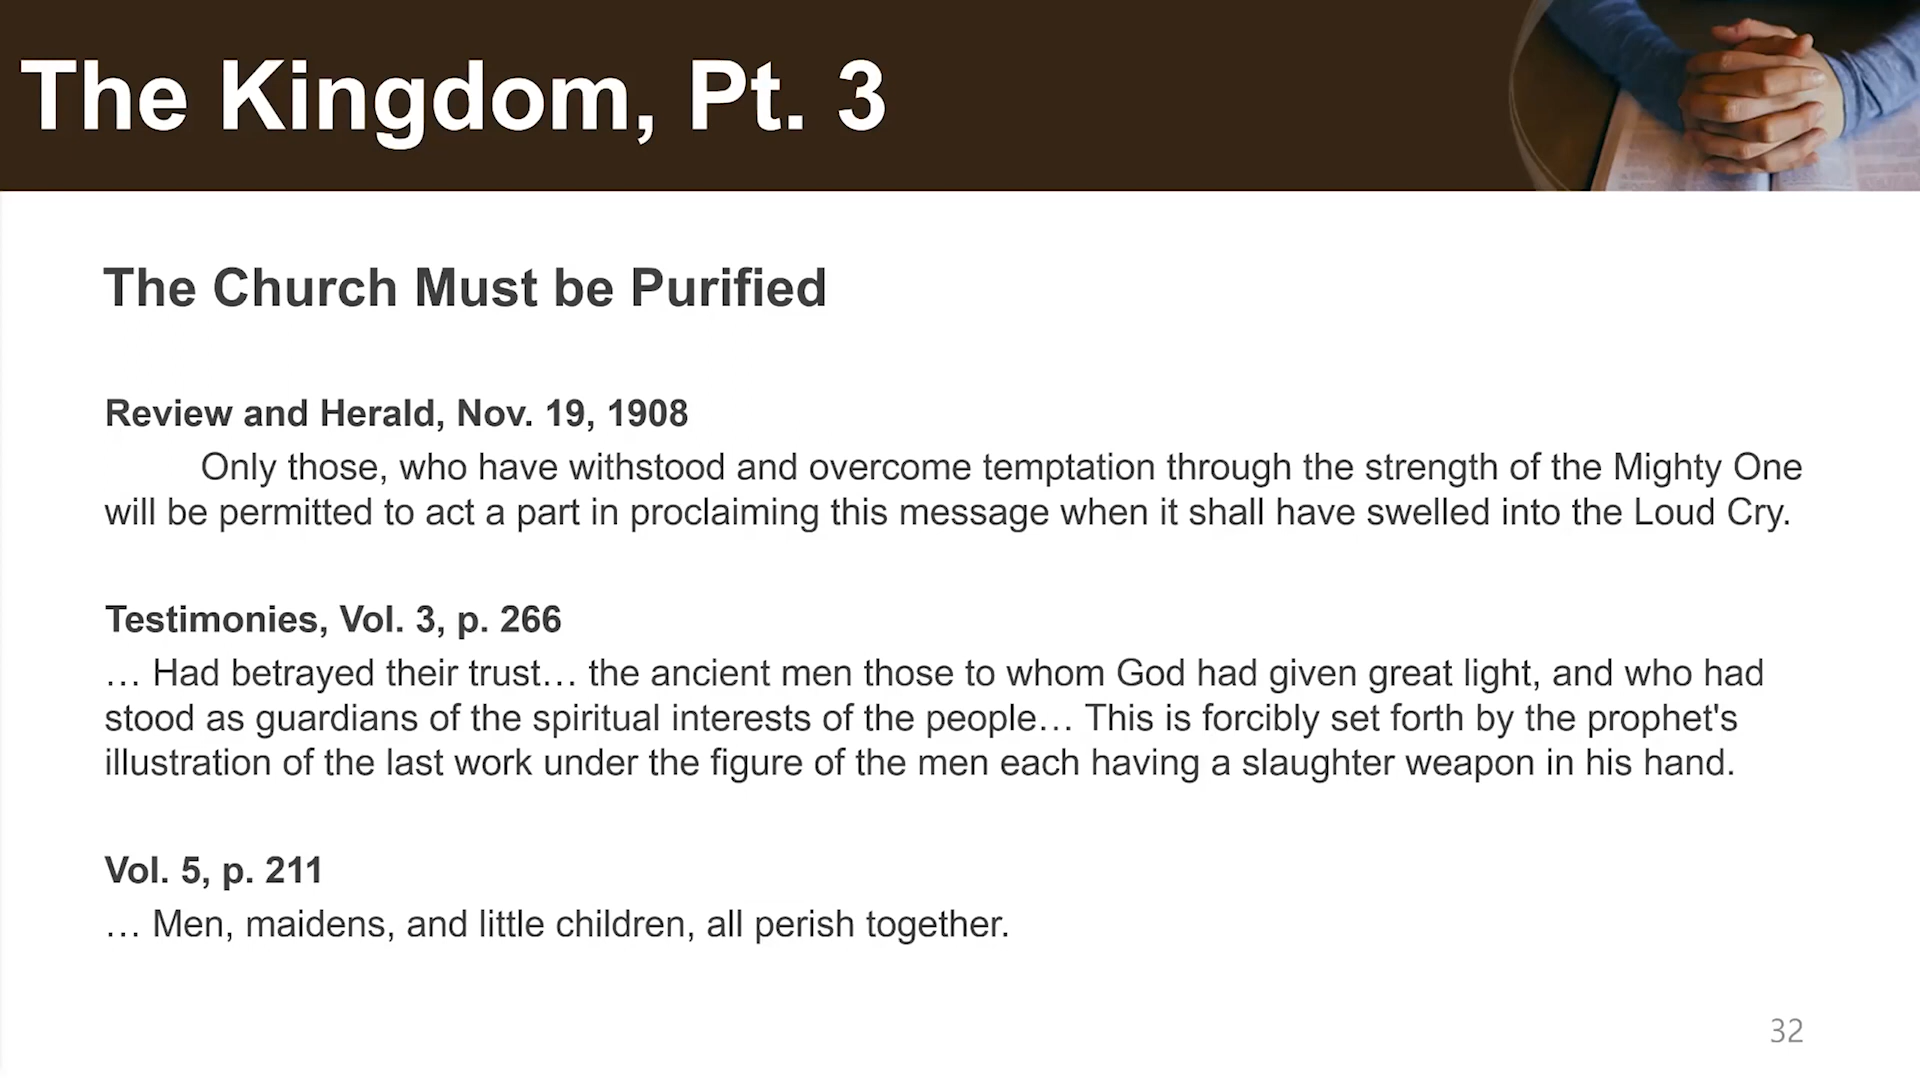 The Kingdom, Pt. 3
The Church Must be Purified
Review and Herald, Nov. 19, 1908
Only those, who have withstood and overcome temptation through the strength of the Mighty One
will be permitted to act a part in proclaiming this message when it shall have swelled into the Loud Cry.
Testimonies, Vol. 3, p. 266
… Had betrayed their trust… the ancient men those to whom God had given great light, and who had
stood as guardians of the spiritual interests of the people… This is forcibly set forth by the prophet's
illustration of the last work under the figure of the men each having a slaughter weapon in his hand.
Vol. 5, p. 211
… Men, maidens, and little children, all perish together.
32